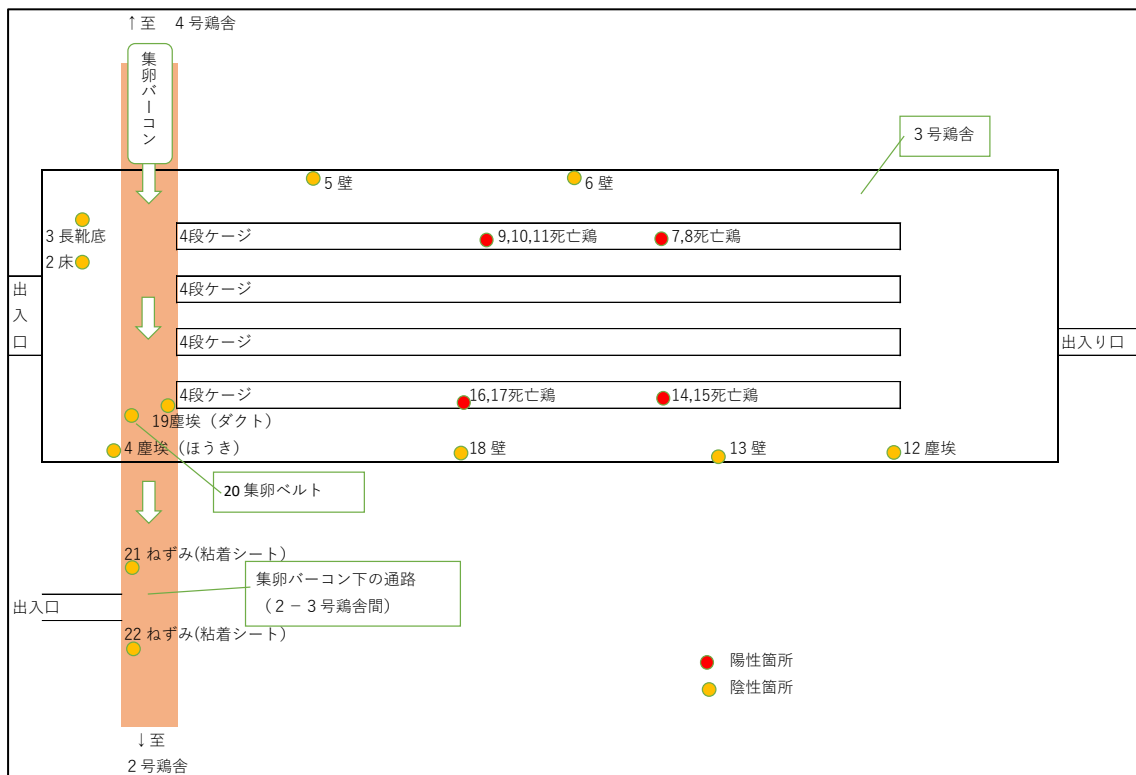 ↑至 4号鶏舎
集卵バーコン
3号鶏舎
5 壁
6 壁
3 長靴底
2 床
4段ケージ
9,10,11死亡鶏
7,8死亡鶏
出入口
4段ケージ
4段ケージ
出入り口
4段ケージ
16,17死亡鶏
14,15死亡鶏
19塵埃（ダクト）
4 塵埃（ほうき）
18 壁
13 壁
12 塵埃
20 集卵ベルト
21 ねずみ(粘着シート)
集卵バーコン下の通路
（２－３号鶏舎間）
出入口
22 ねずみ(粘着シート)
陽性箇所
陰性箇所
↓至
2号鶏舎